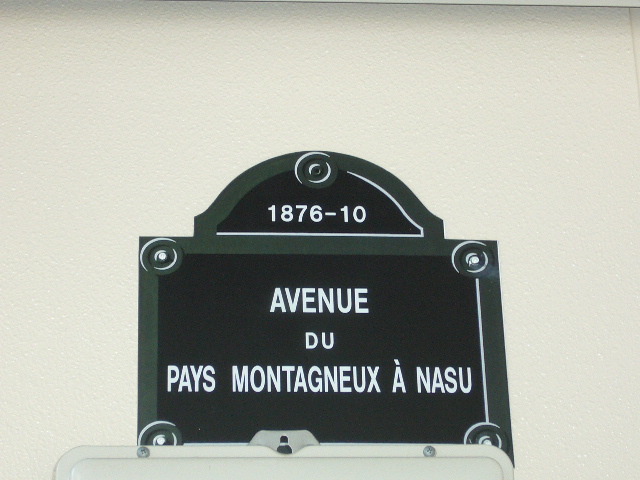 1876-10
AVENUE
DU
PAYS MONTAGNEUX À NASU